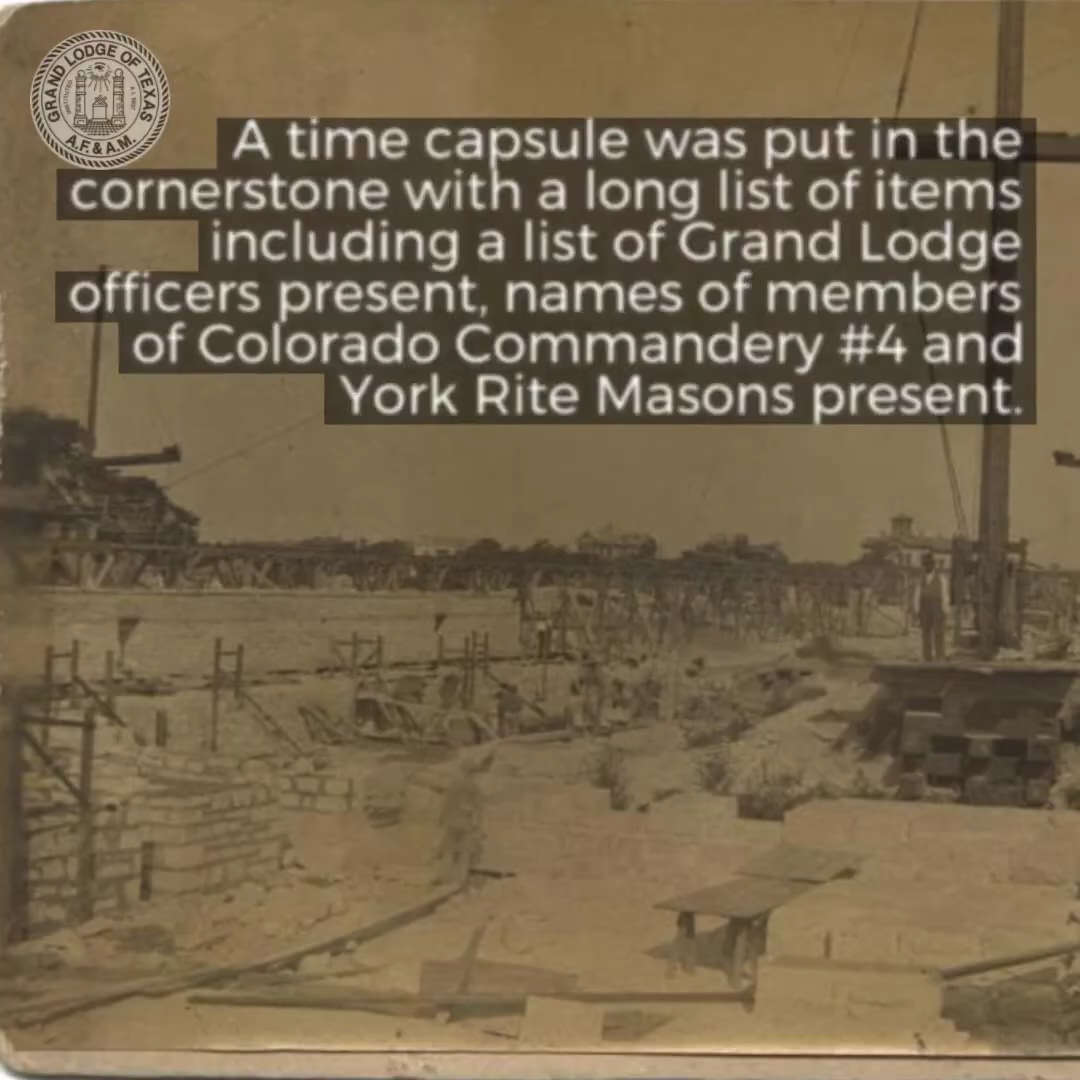 GRAND LODGE OF TEXAS
A.F. & A.M.
A time capsule was put in the
cornerstone with a long list of items
including a list of Grand Lodge
officers present, names of members
of Colorado Commandery #4 and
York Rite Masons present.